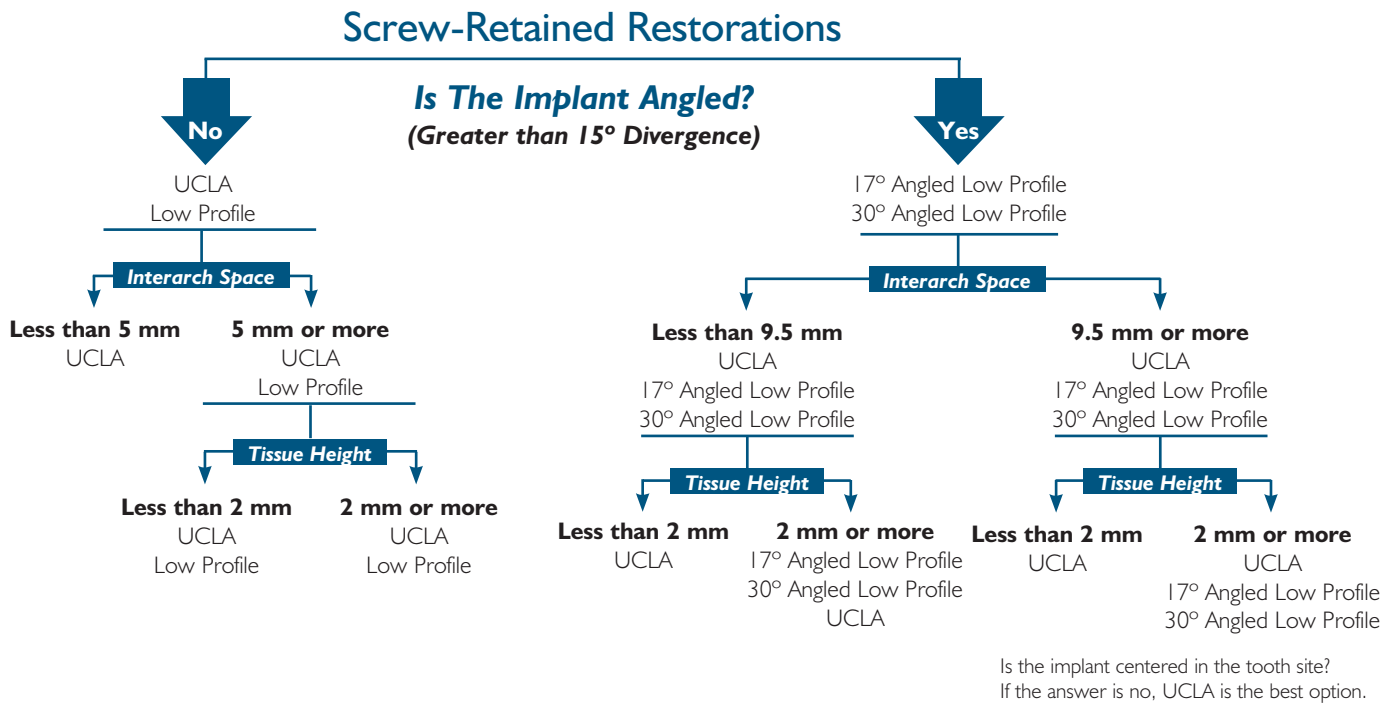 Screw-Retained Restorations
Is The Implant Angled?
(Greater than 15º Divergence)
No
Yes
UCLA
Low Profile
Interarch Space
Less than 5 mm
UCLA
5 mm or more
UCLA
Low Profile
Tissue Height
Less than 2 mm
UCLA
Low Profile
2 mm or more
UCLA
Low Profile
17º Angled Low Profile
30º Angled Low Profile
Interarch Space
Less than 9.5 mm
UCLA
17º Angled Low Profile
30º Angled Low Profile
Tissue Height
Less than 2 mm
UCLA
2 mm or more
17º Angled Low Profile
30º Angled Low Profile
UCLA
9.5 mm or more
UCLA
17º Angled Low Profile
30º Angled Low Profile
Tissue Height
Less than 2 mm
UCLA
2 mm or more
UCLA
17º Angled Low Profile
30º Angled Low Profile
Is the implant centered in the tooth site?
If the answer is no, UCLA is the best option.